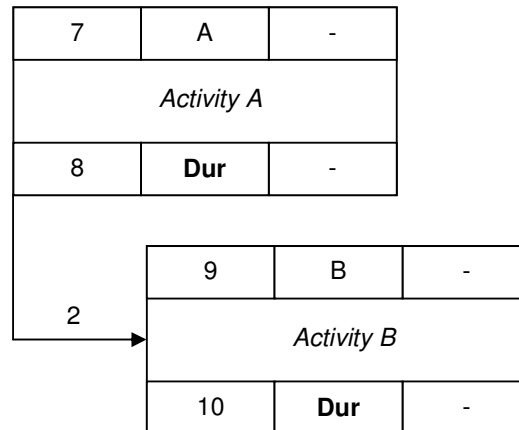 7 A -
Activity A
8 Dur -
9 B -
2
Activity B
10 Dur -